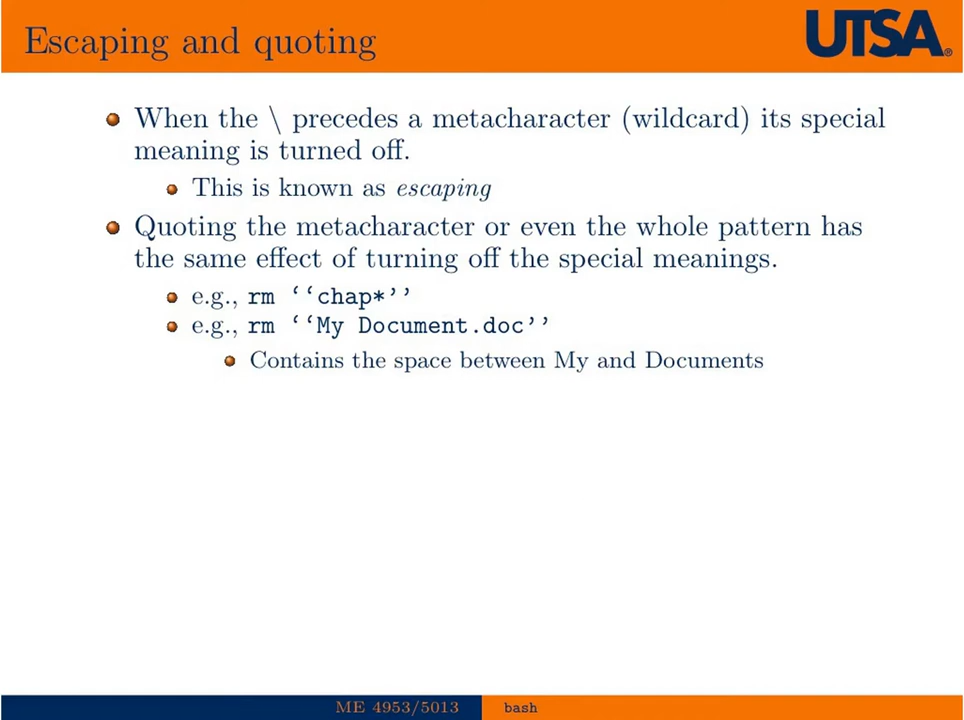 Escaping and quoting
UTSA®
When the \ precedes a metacharacter (wildcard) its special
meaning is turned off.
This is known as escaping
Quoting the metacharacter or even the whole pattern has
the same effect of turning off the special meanings.
e.g., rm ‘‘chap*’’
e.g., rm ‘‘My Document.doc’’
Contains the space between My and Documents
ME 4953/5013
bash